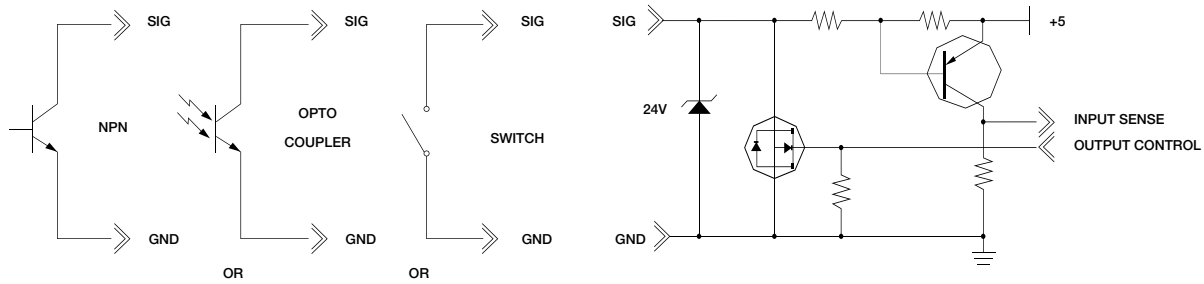 SIG
SIG
SIG
NPN
OPTO
COUPLER
SWITCH
GND
GND
GND
OR
OR
SIG
+5
24V
INPUT SENSE
OUTPUT CONTROL
GND